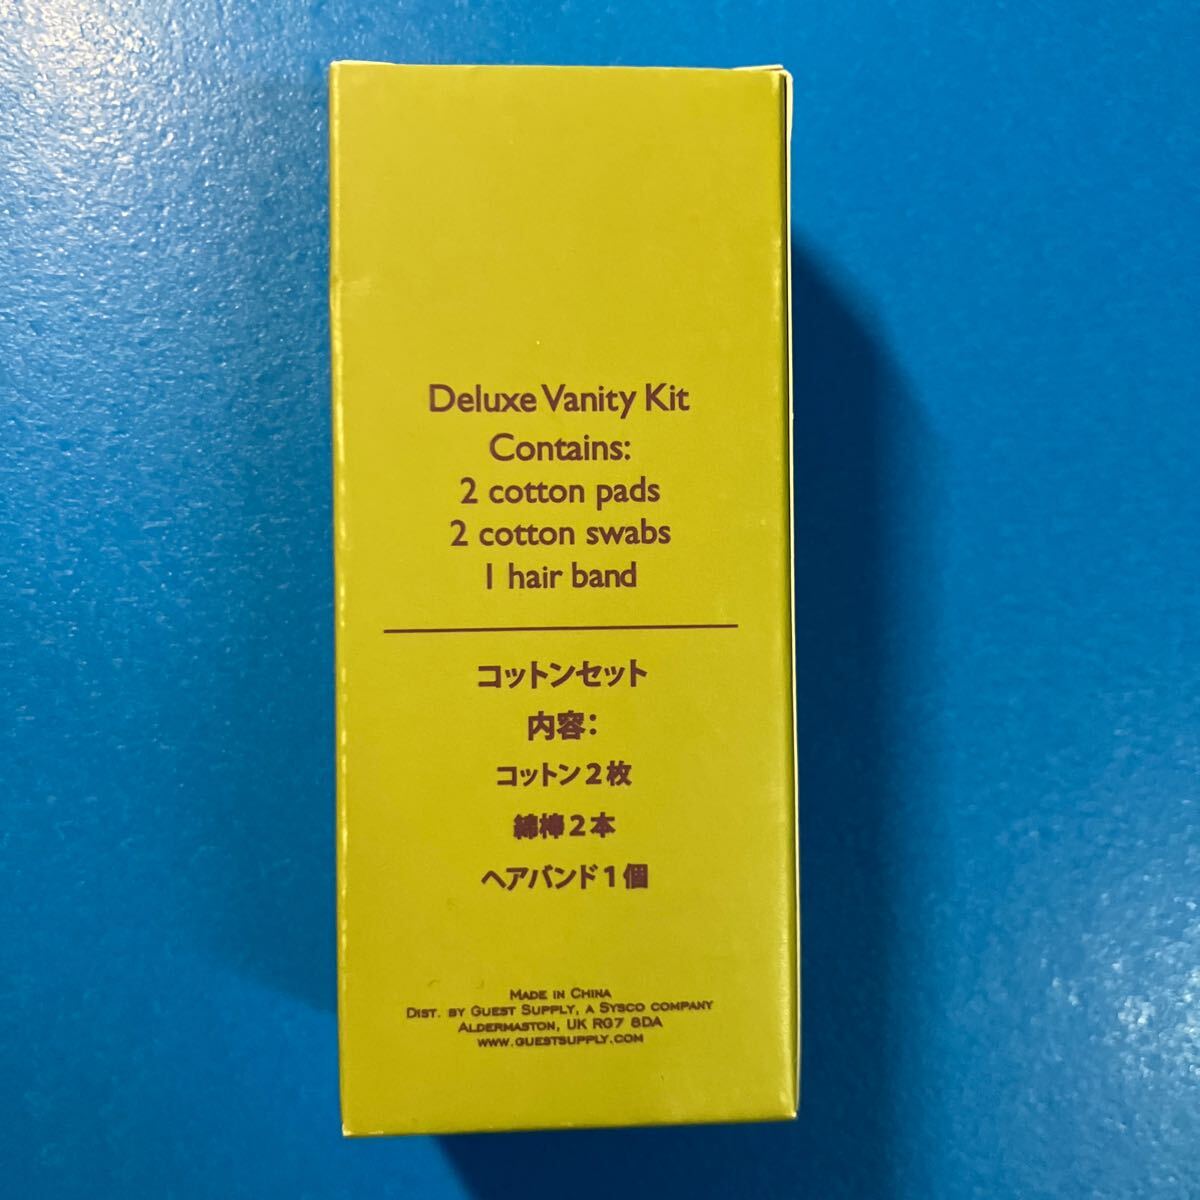 Deluxe Vanity Kit
Contains:
2 cotton pads
2 cotton swabs
1 hair band
コットンセット
内容:
コットン2枚
綿棒2本
ヘアバンド1個
MADE IN CHINA
DIST. BY GUEST SUPPLY, A SYSCO COMPANY
ALDERMASTON, UK RG7 8DA
WWW.GUESTSUPPLY.COM